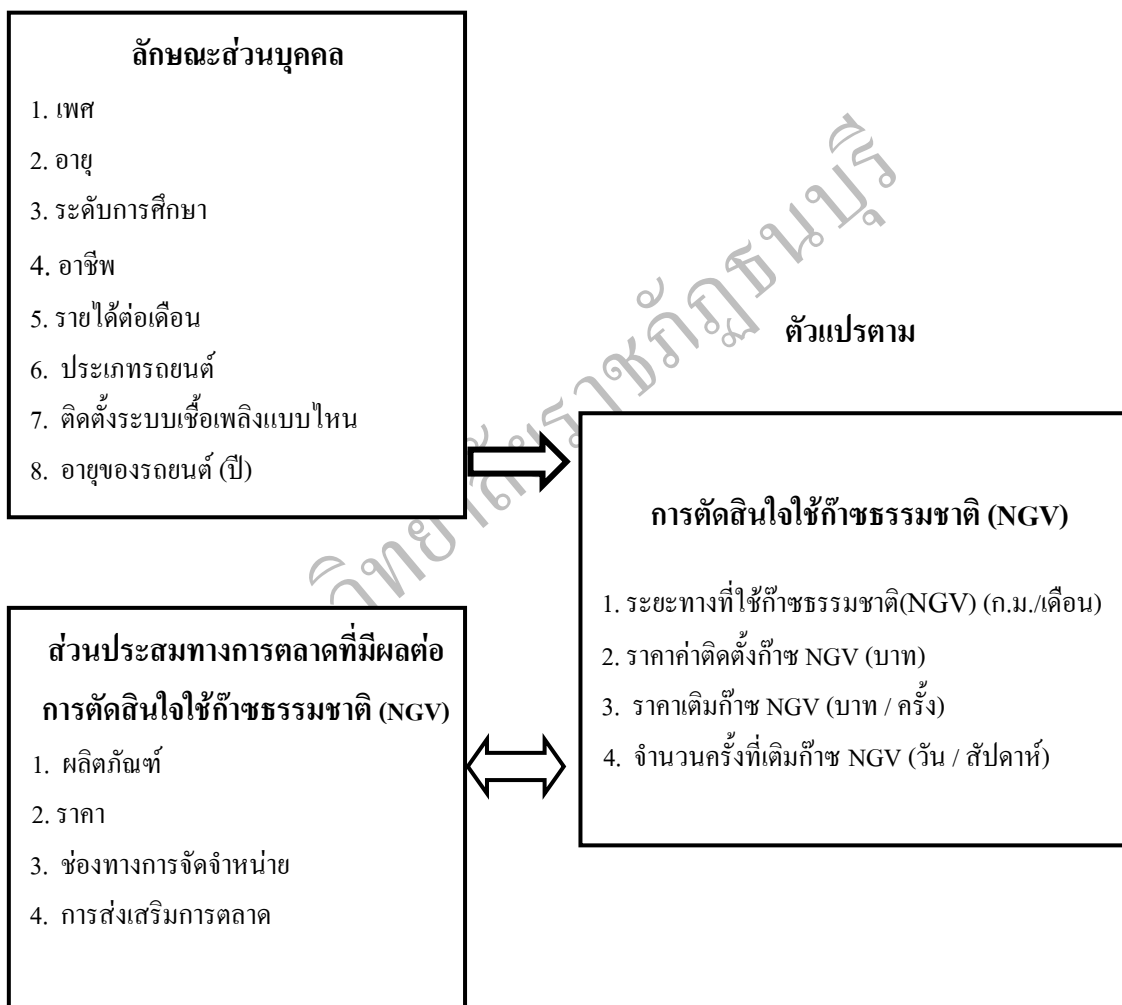 ลักษณะส่วนบุคคล
1. เพศ
2. อายุ
3. ระดับการศึกษา
4. อาชีพ
5. รายได้ต่อเดือน
6. ประเภทรถยนต์
7. ติดตั้งระบบเชื้อเพลิงแบบไหน
8. อายุของรถยนต์ (ปี)
ส่วนประสมทางการตลาดที่มีผลต่อ
การตัดสินใจใช้ก๊าซธรรมชาติ (NGV)
1. ผลิตภัณฑ์
2. ราคา
3. ช่องทางการจัดจำหน่าย
4. การส่งเสริมการตลาด
ตัวแปรตาม
การตัดสินใจใช้ก๊าซธรรมชาติ (NGV)
1. ระยะทางที่ใช้ก๊าซธรรมชาติ(NGV) (ก.ม./เดือน)
2. ราคาค่าติดตั้งก๊าซ NGV (บาท)
3. ราคาเติมก๊าซ NGV (บาท / ครั้ง)
4. จำนวนครั้งที่เติมก๊าซ NGV (วัน / สัปดาห์)
วิทยาลัยราชภัฏธนบุรี